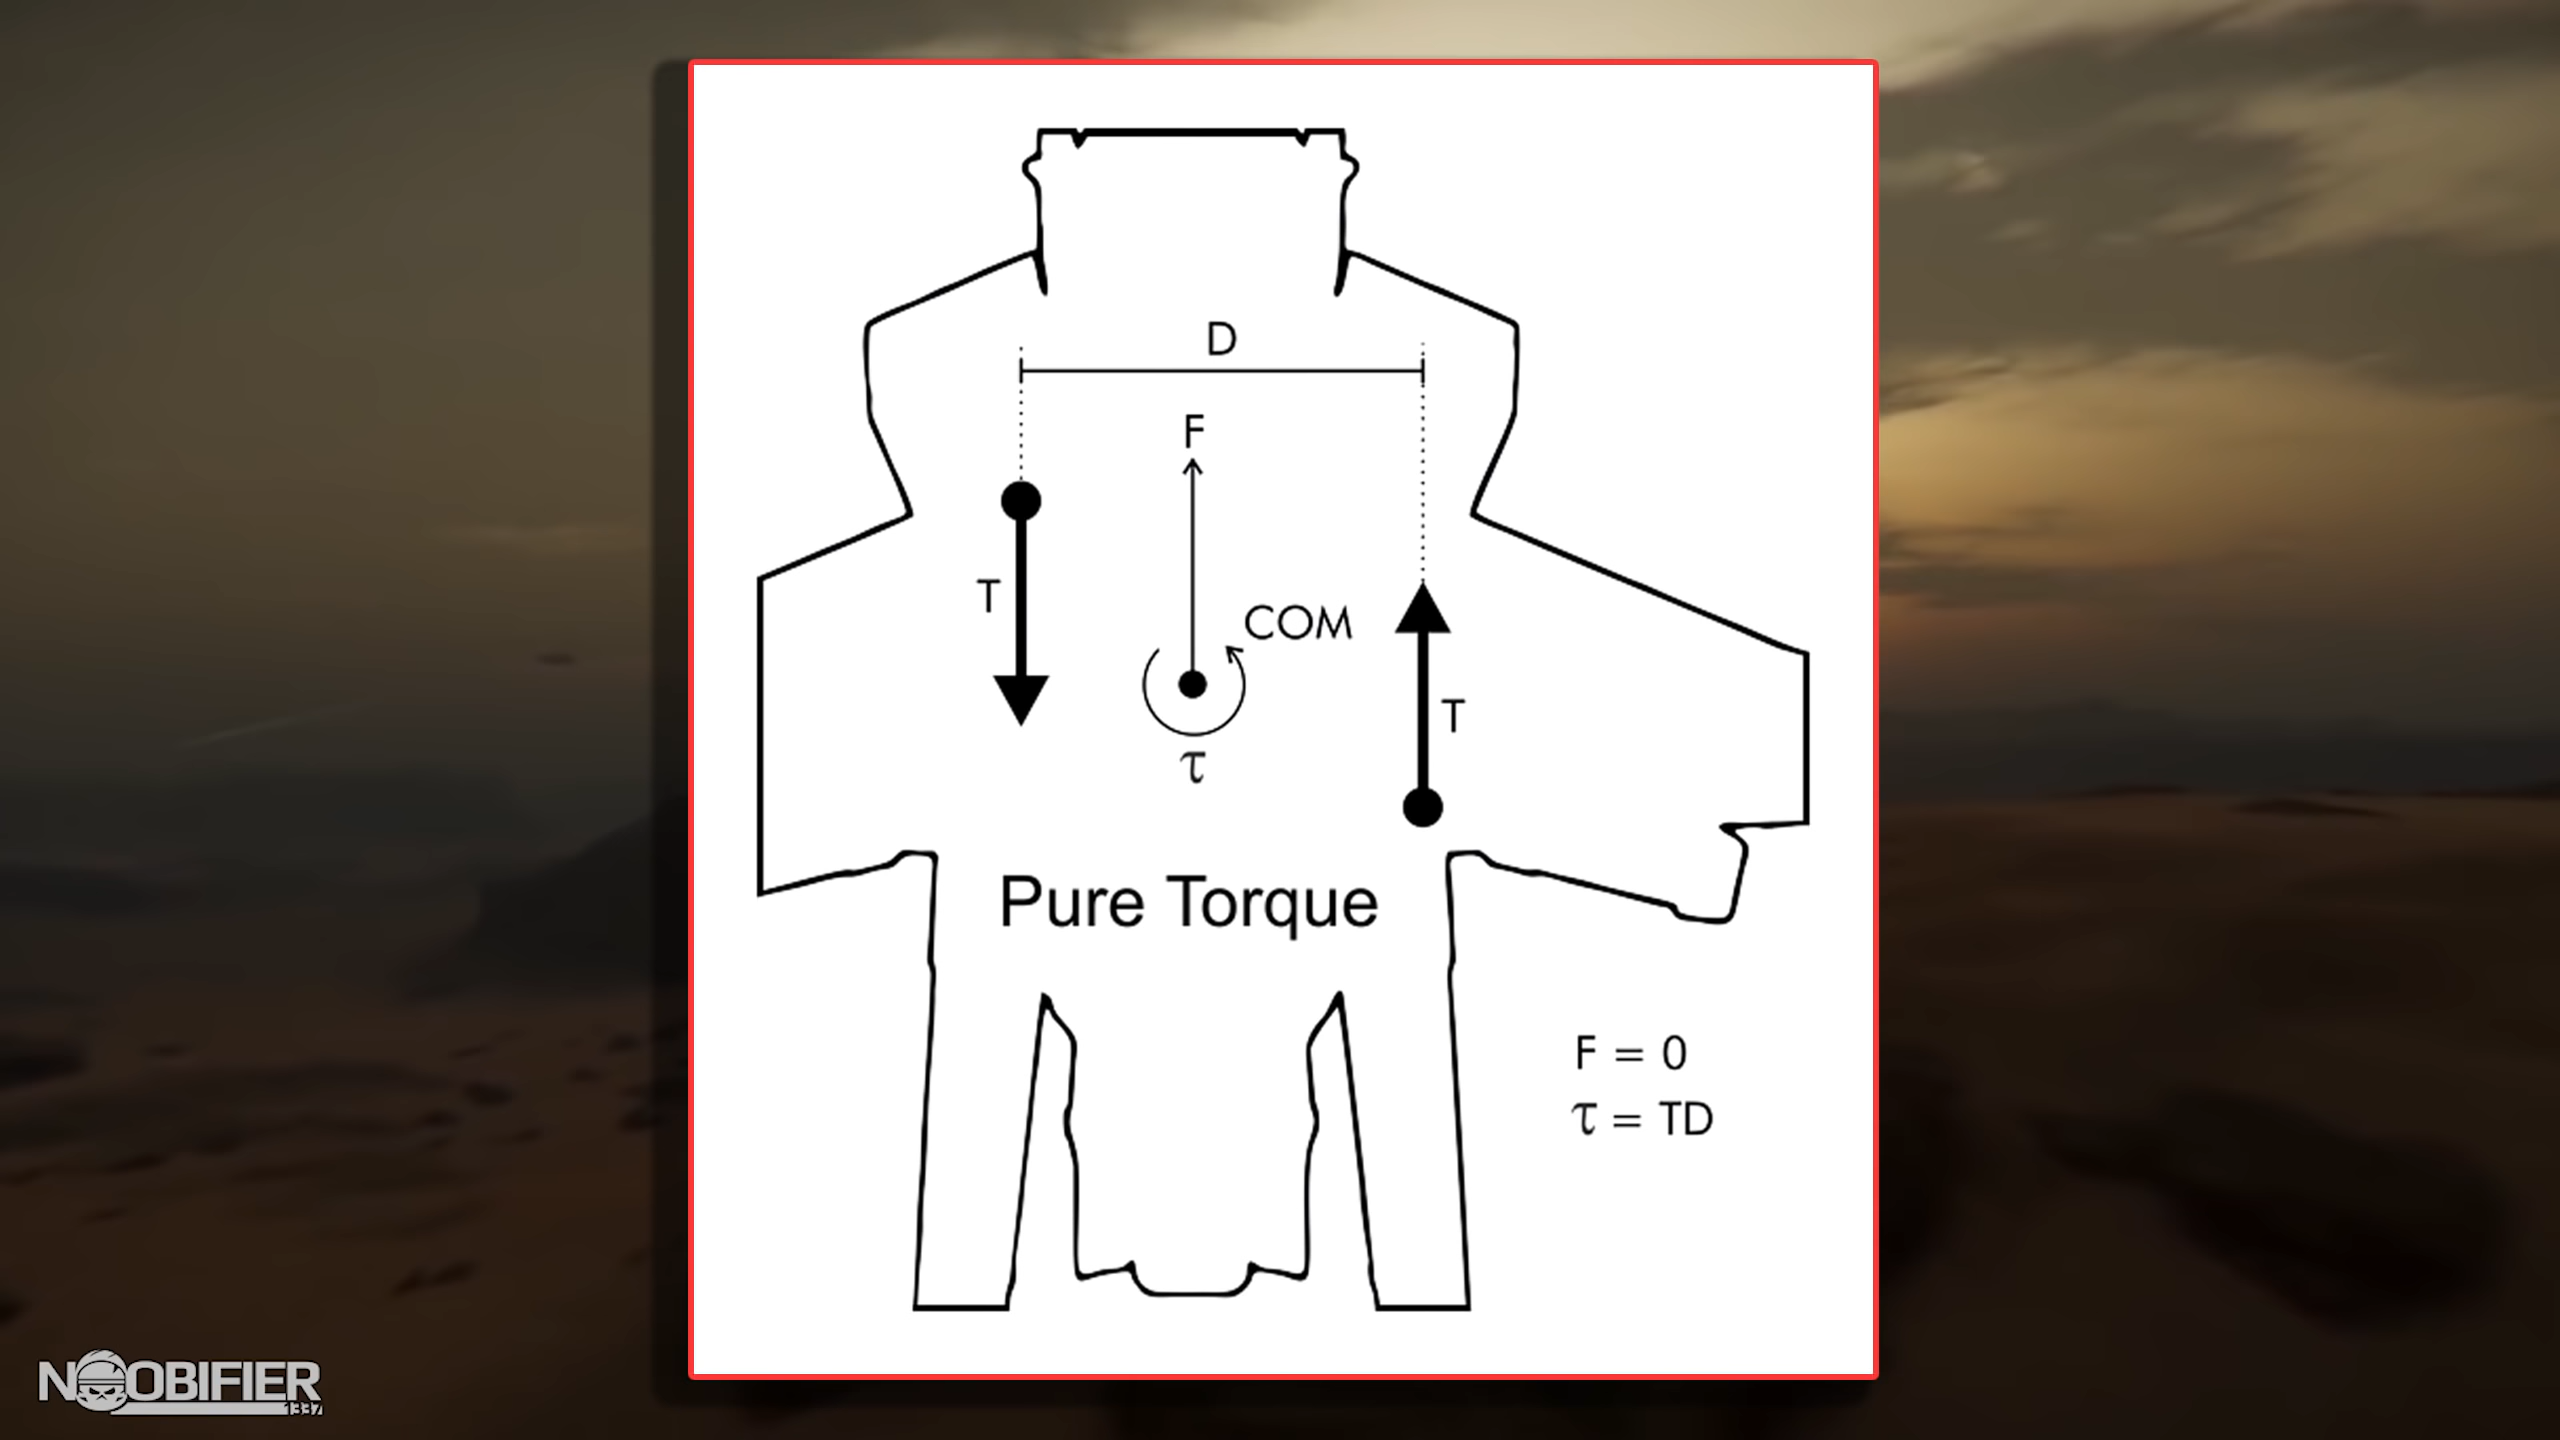 D
F
COM
T
T
τ
Pure Torque
F = 0
τ = TD
NOOBIFIER
1337